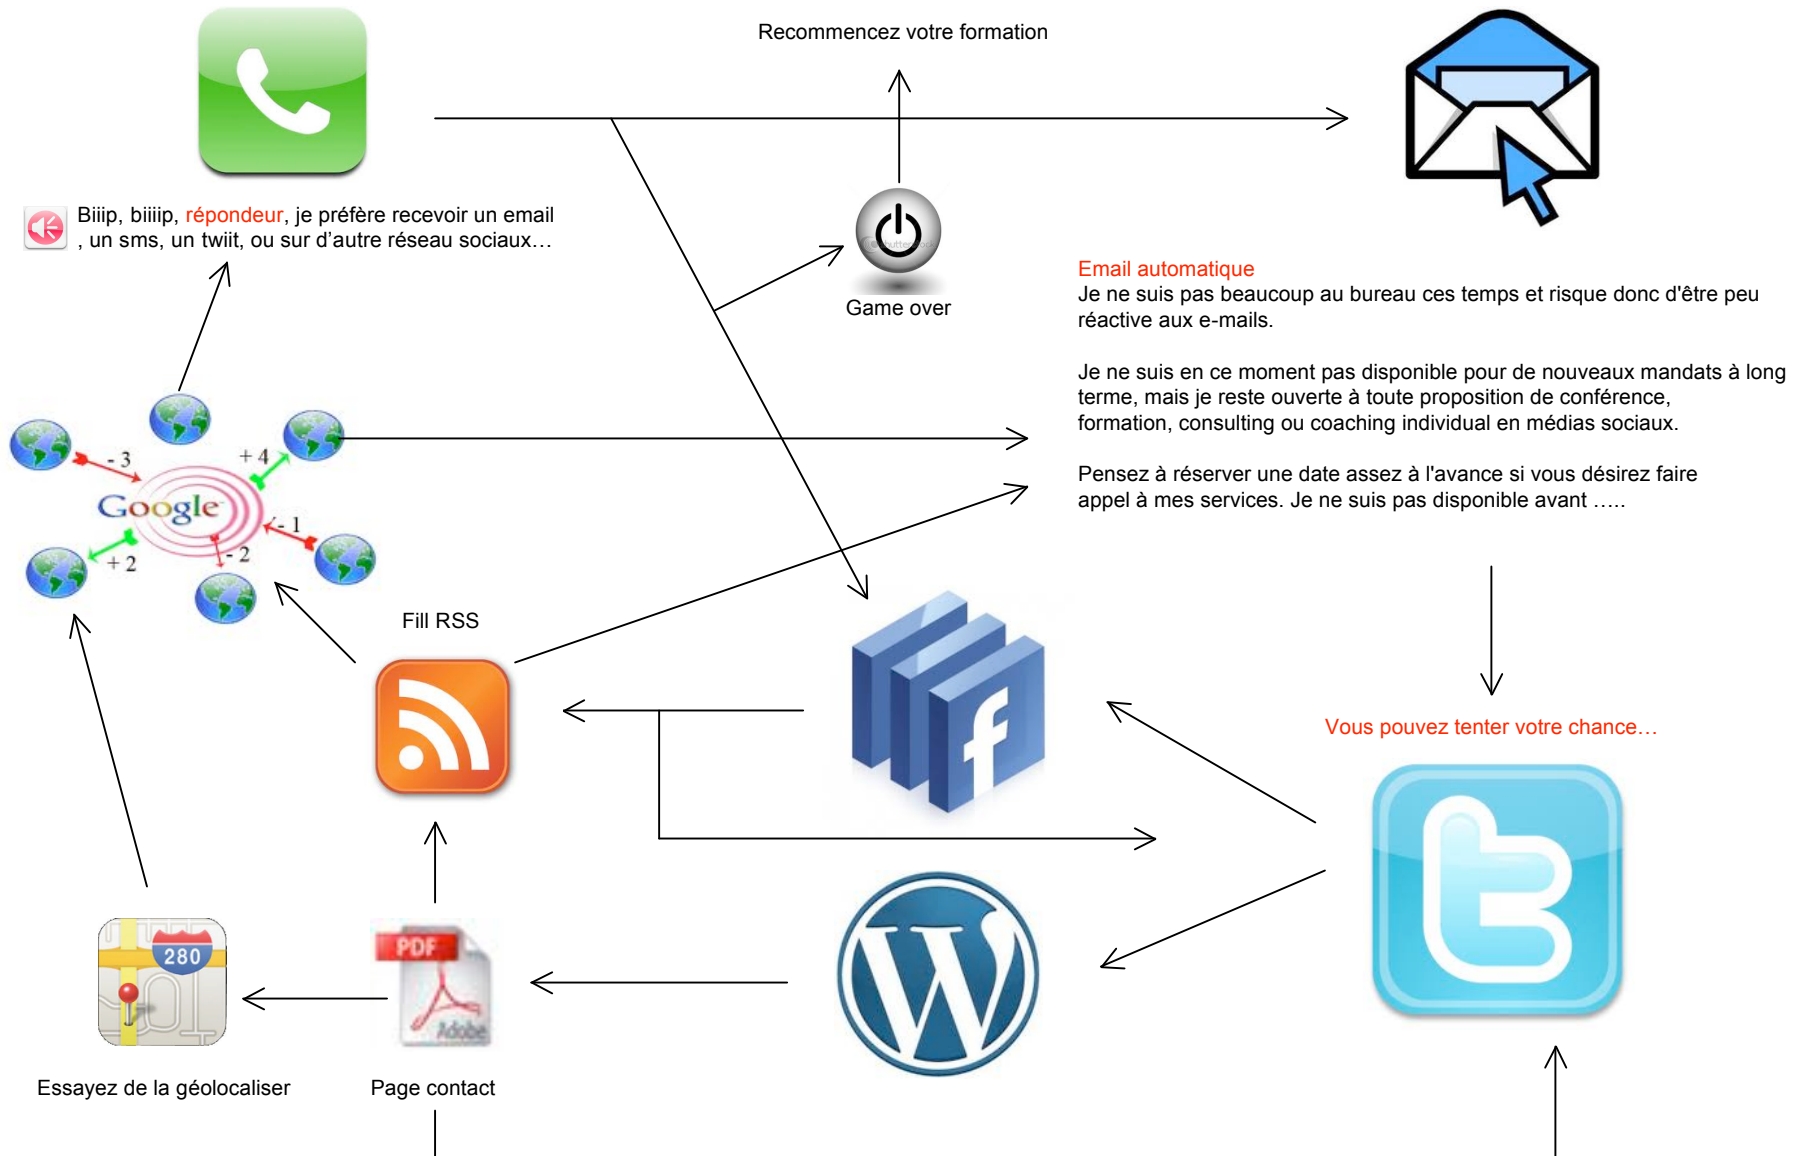 Recommencez votre formation
Biiip, biiiip, répondeur, je préfère recevoir un email
, un sms, un twiit, ou sur d'autre réseau sociaux…
Game over
Email automatique
Je ne suis pas beaucoup au bureau ces temps et risque donc d'être peu
réactive aux e-mails.
Je ne suis en ce moment pas disponible pour de nouveaux mandats à long
terme, mais je reste ouverte à toute proposition de conférence,
formation, consulting ou coaching individual en médias sociaux.
Pensez à réserver une date assez à l'avance si vous désirez faire
appel à mes services. Je ne suis pas disponible avant …..
- 3
+ 4
Google
- 1
+ 2
- 2
Fill RSS
f
Vous pouvez tenter votre chance…
t
280
PDF
Adobe
W
Essayez de la géolocaliser
Page contact